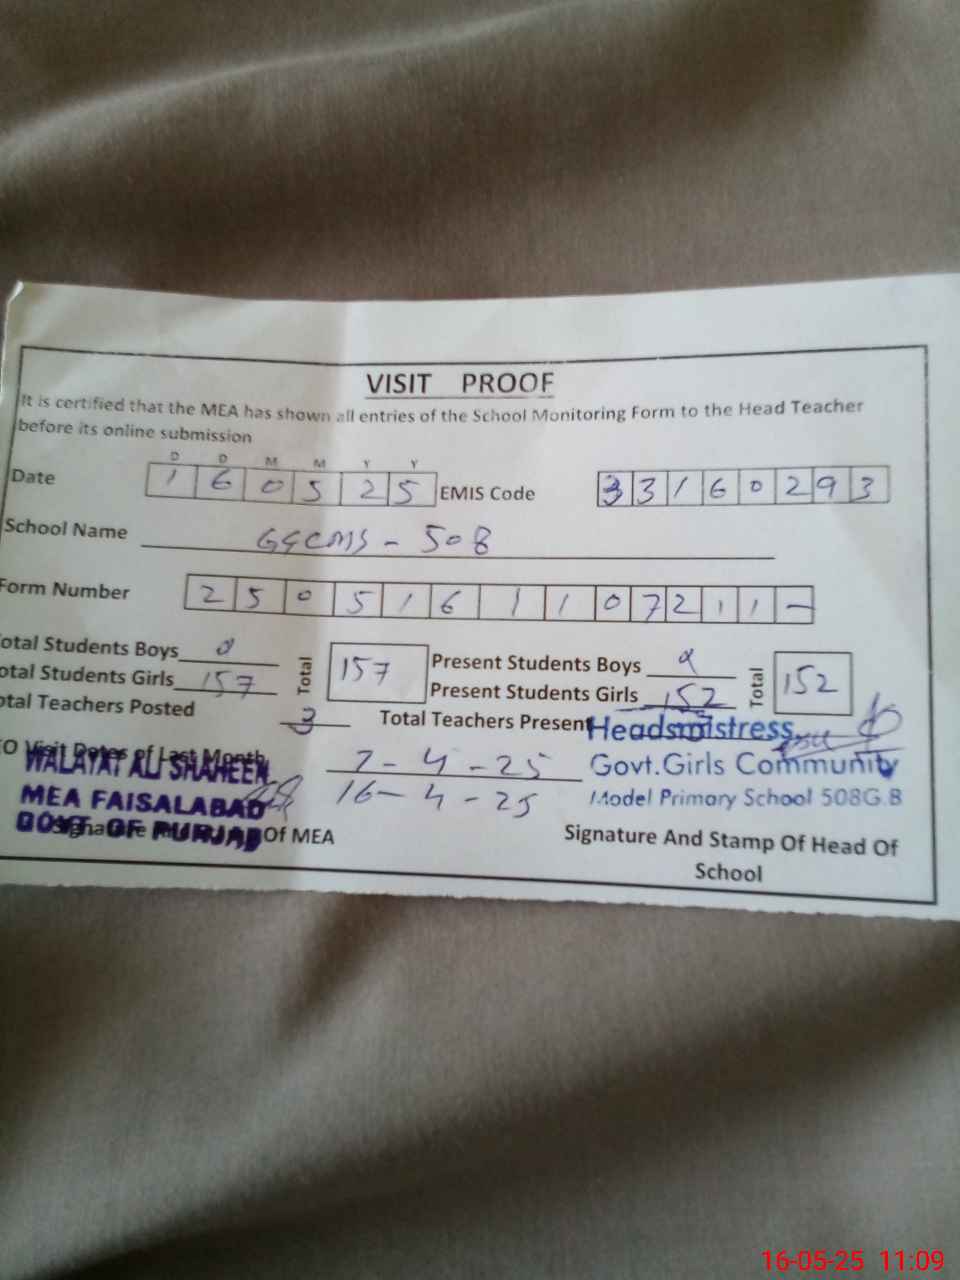 VISIT PROOF
It is certified that the MEA has shown all entries of the School Monitoring Form to the Head Teacher
before its online submission
D D M M Y Y
Date 1 6 0 5 2 5 EMIS Code 3 3 1 6 0 2 9 3
School Name GGCMS - 508
Form Number 2 5 0 5 1 6 1 1 0 7 2 1 1 -
otal Students Boys 0 Total 157 Present Students Boys Total 152
otal Students Girls 157 Present Students Girls 152
otal Teachers Posted 3 Total Teachers Present
Headsmistress
O Visit Dates of Last Month 7-4-25
WALAYAT ALI SHAHEEN Govt.Girls Community
MEA FAISALABAD 16-4-25 Model Primary School 508G.B
GOVT OF PUNJAB Of MEA Signature And Stamp Of Head Of
School
16-05-25 11:09